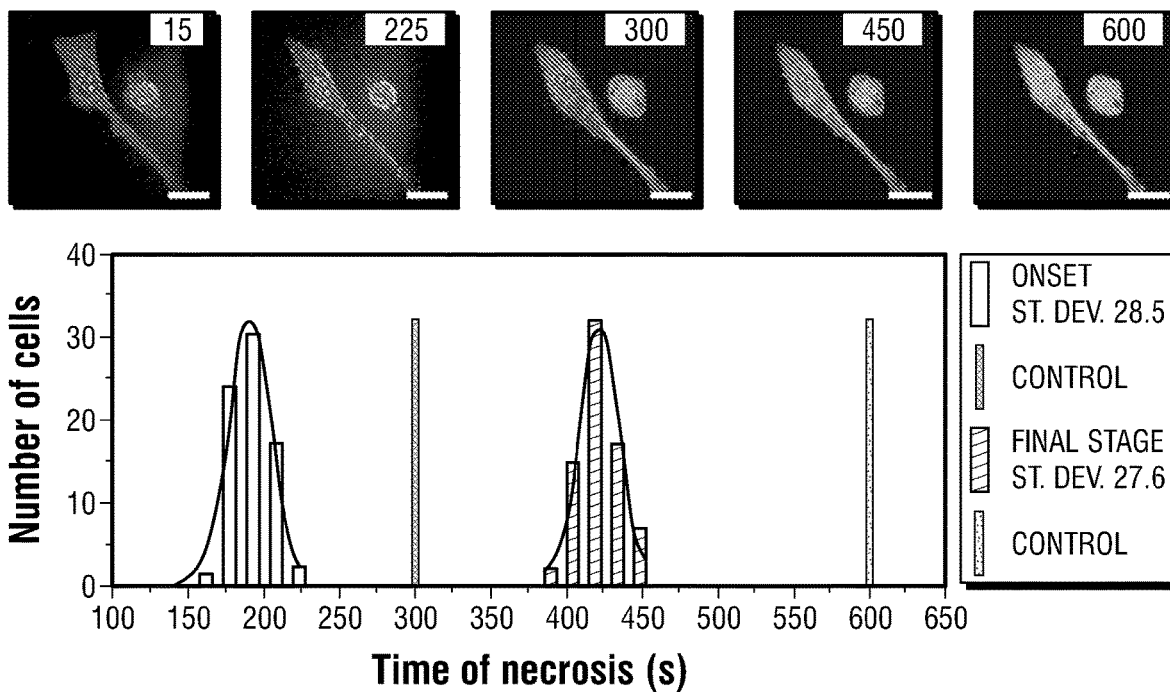 15
225
300
450
600
Number of cells
40
30
20
10
0
100 150 200 250 300 350 400 450 500 550 600 650
Time of necrosis (s)
ONSET
ST. DEV. 28.5
CONTROL
FINAL STAGE
ST. DEV. 27.6
CONTROL